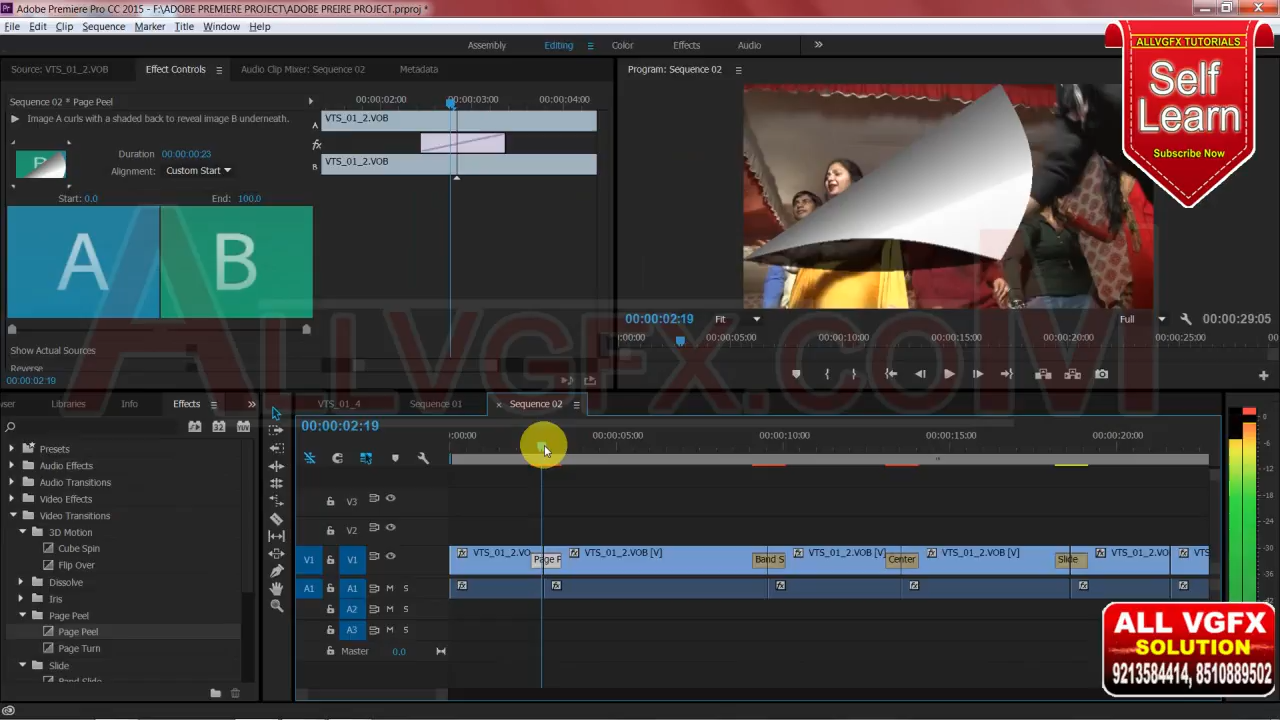 Adobe Premiere Pro CC 2015 - F:\ADOBE PREMIERE PROJECT\ADOBE PREIRE PROJECT.prproj *
File Edit Clip Sequence Marker Title Window Help
Assembly Editing Color Effects Audio
ALLVGFX TUTORIALS
Self
Learn
Subscribe Now
Source: VTS_01_2.VOB Effect Controls Audio Clip Mixer: Sequence 02 Metadata
Program: Sequence 02
Sequence 02 * Page Peel
00:00:02:00 00:00:03:00 00:00:04:00
Image A curls with a shaded back to reveal image B underneath.
A VTS_01_2.VOB
fx
B VTS_01_2.VOB
Duration 00:00:00:23
Alignment: Custom Start
Start: 0.0 End: 100.0
A B
Show Actual Sources
Reverse
00:00:02:19
ALLVGFX.COM
00:00:02:19 Fit Full 00:00:29:05
:00:00 00:00:05:00 00:00:10:00 00:00:15:00 00:00:20:00 00:00:25:00
ser Libraries Info Effects
VTS_01_4 Sequence 01 × Sequence 02
00:00:02:19
:00:00 00:00:05:00 00:00:10:00 00:00:15:00 00:00:20:00
Presets
Audio Effects
Audio Transitions
Video Effects
Video Transitions
3D Motion
Cube Spin
Flip Over
Dissolve
Iris
Page Peel
Page Peel
Page Turn
Slide
Band Slide
V3
V2
V1 V1 VTS_01_2.VO Page P VTS_01_2.VOB [V] Band S VTS_01_2.VOB [V] Center VTS_01_2.VOB [V] Slide VTS_01_2.VO VTS
A1 A1 M S
A2 M S
A3 M S
Master 0.0
0
-6
-12
-18
-24
-30
-36
-42
ALL VGFX
SOLUTION
9213584414, 8510889502